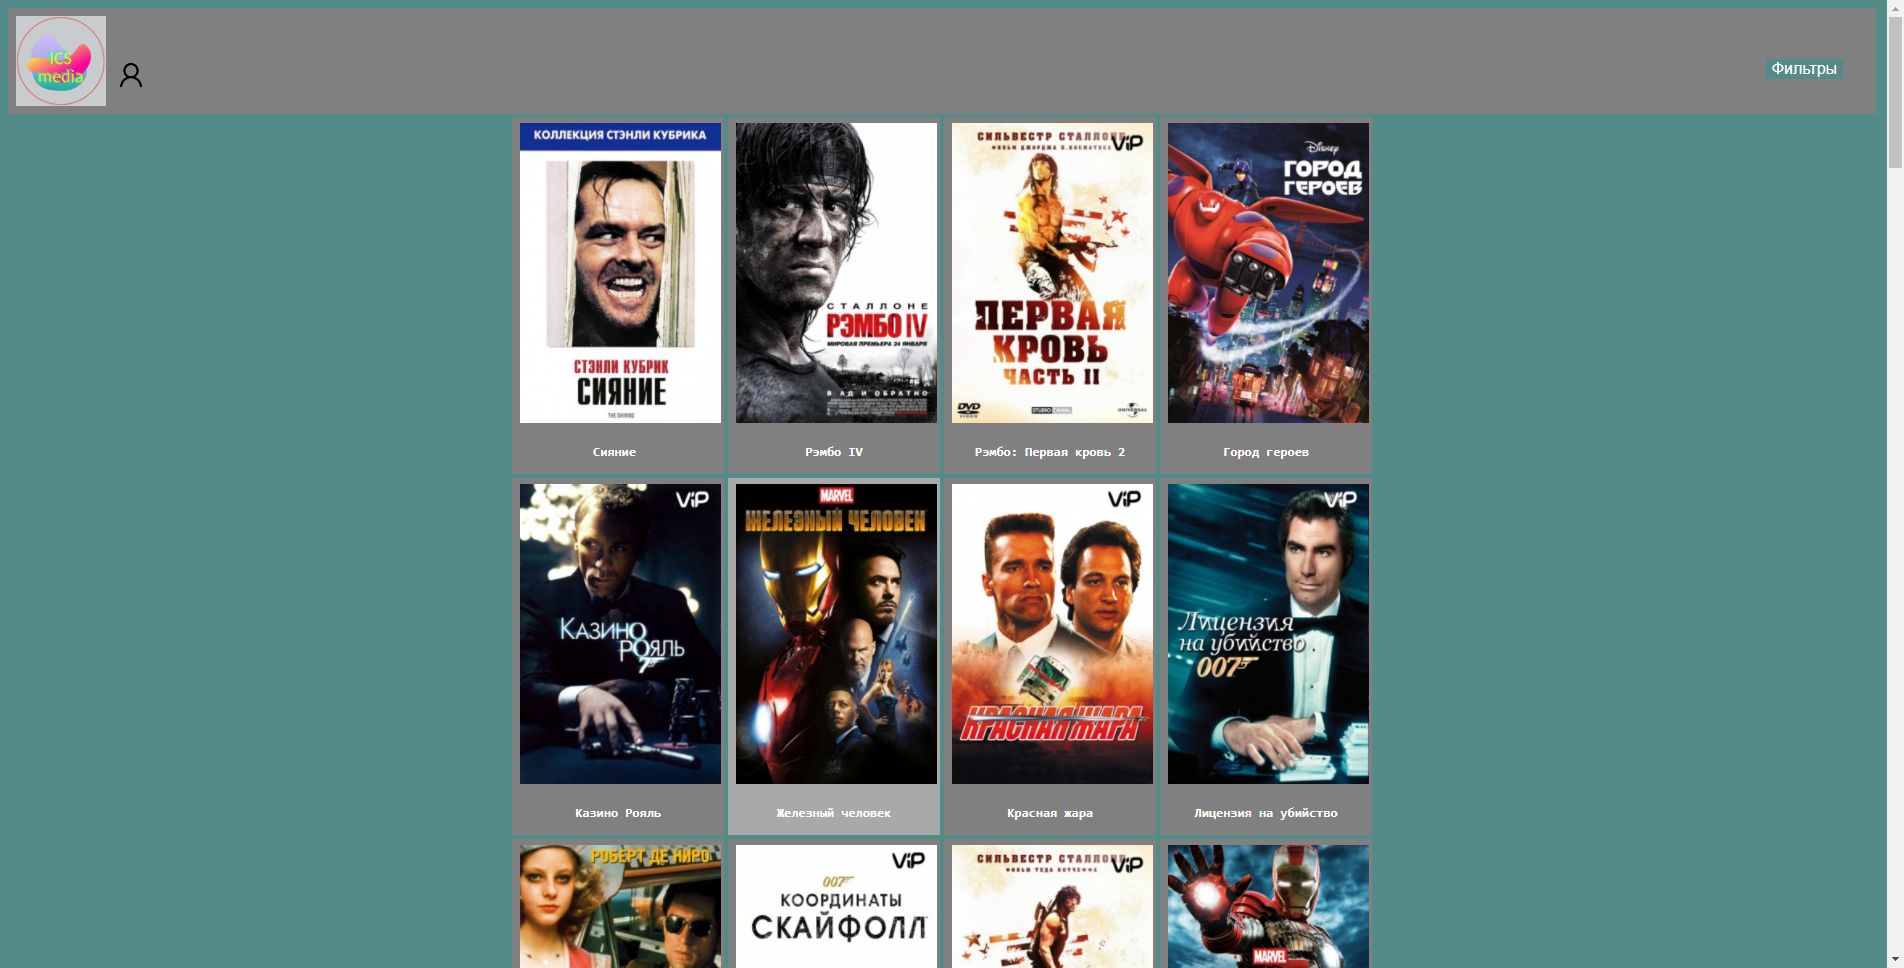 ICS
media
Фильтры
КОЛЛЕКЦИЯ СТЭНЛИ КУБРИКА
СТЭНЛИ КУБРИК
СИЯНИЕ
THE SHINING
Сияние
СТАЛЛОНЕ
РЭМБО IV
МИРОВАЯ ПРЕМЬЕРА 24 ЯНВАРЯ
В АД И ОБРАТНО
Рэмбо IV
СИЛЬВЕСТР СТАЛЛОНЕ
ViP
ПЕРВАЯ
КРОВЬ
ЧАСТЬ II
DVD
VIDEO
STUDIO CANAL
UNIVERSAL
Рэмбо: Первая кровь 2
Disney
ГОРОД
ГЕРОЕВ
Город героев
ViP
КАЗИНО
РОЯЛЬ
Казино Рояль
MARVEL
ЖЕЛЕЗНЫЙ ЧЕЛОВЕК
Железный человек
ViP
КРАСНАЯ ЖАРА
Красная жара
ViP
Лицензия
на убийство
007
Лицензия на убийство
РОБЕРТ ДЕ НИРО
ViP
007
КООРДИНАТЫ
СКАЙФОЛЛ
СИЛЬВЕСТР СТАЛЛОНЕ
ViP
ФИЛЬМ ТЕДА КОТЧЕФФА
MARVEL